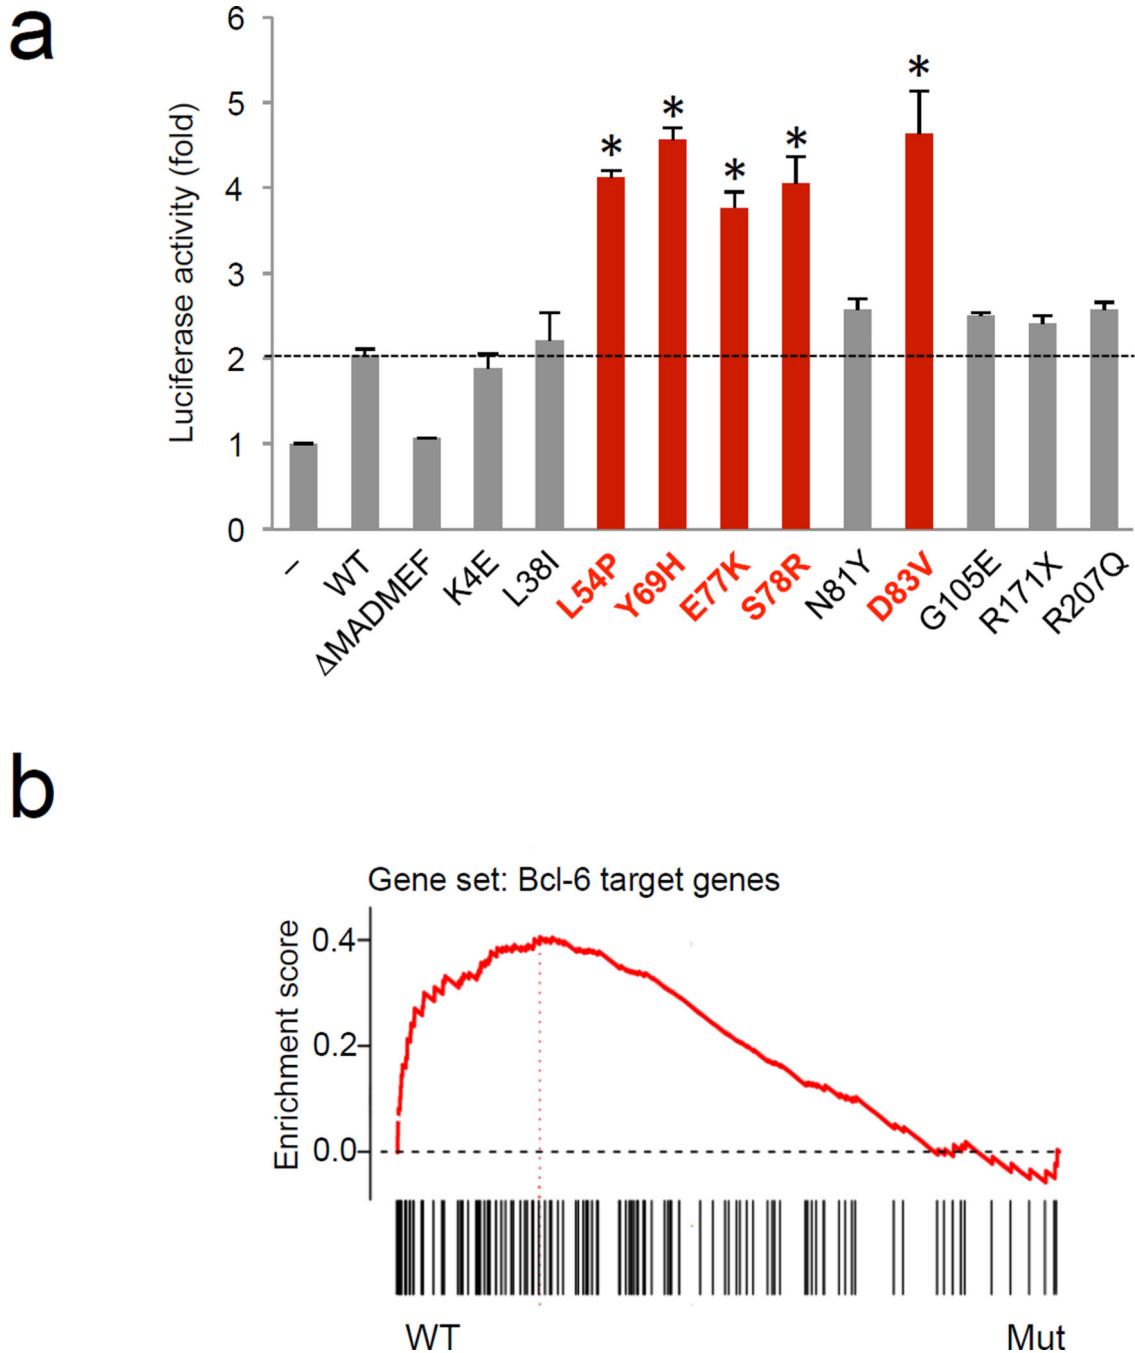 a
Luciferase activity (fold)
6
5
4
3
2
1
0
* * * * *
– WT ΔMADMEF K4E L38I L54P Y69H E77K S78R N81Y D83V G105E R171X R207Q
b
Gene set: Bcl-6 target genes
Enrichment score
0.4
0.2
0.0
WT Mut